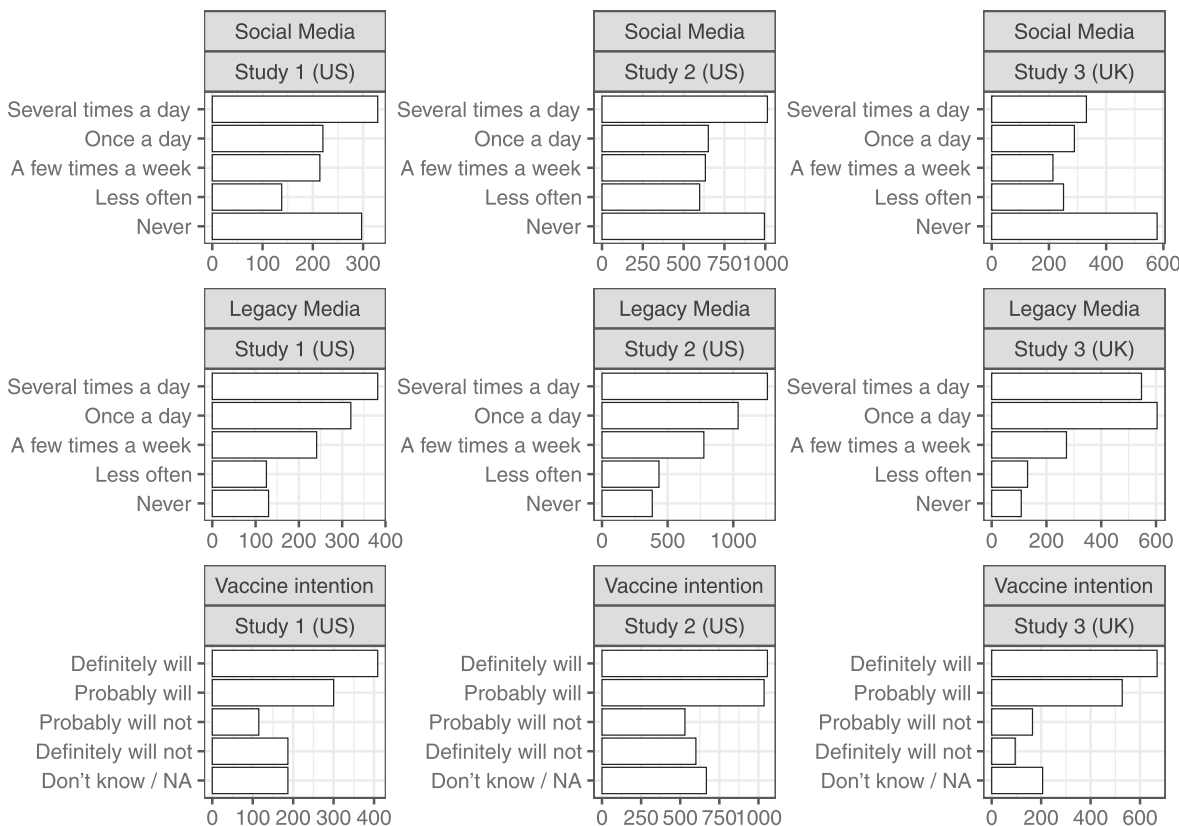 Social Media Social Media Social Media
Study 1 (US) Study 2 (US) Study 3 (UK)
Several times a day Several times a day Several times a day
Once a day Once a day Once a day
A few times a week A few times a week A few times a week
Less often Less often Less often
Never Never Never
0 100 200 300 0 250 500 750 1000 0 200 400 600
Legacy Media Legacy Media Legacy Media
Study 1 (US) Study 2 (US) Study 3 (UK)
Several times a day Several times a day Several times a day
Once a day Once a day Once a day
A few times a week A few times a week A few times a week
Less often Less often Less often
Never Never Never
0 100 200 300 400 0 500 1000 0 200 400 600
Vaccine intention Vaccine intention Vaccine intention
Study 1 (US) Study 2 (US) Study 3 (UK)
Definitely will Definitely will Definitely will
Probably will Probably will Probably will
Probably will not Probably will not Probably will not
Definitely will not Definitely will not Definitely will not
Don't know / NA Don't know / NA Don't know / NA
0 100 200 300 400 0 250 500 750 1000 0 200 400 600